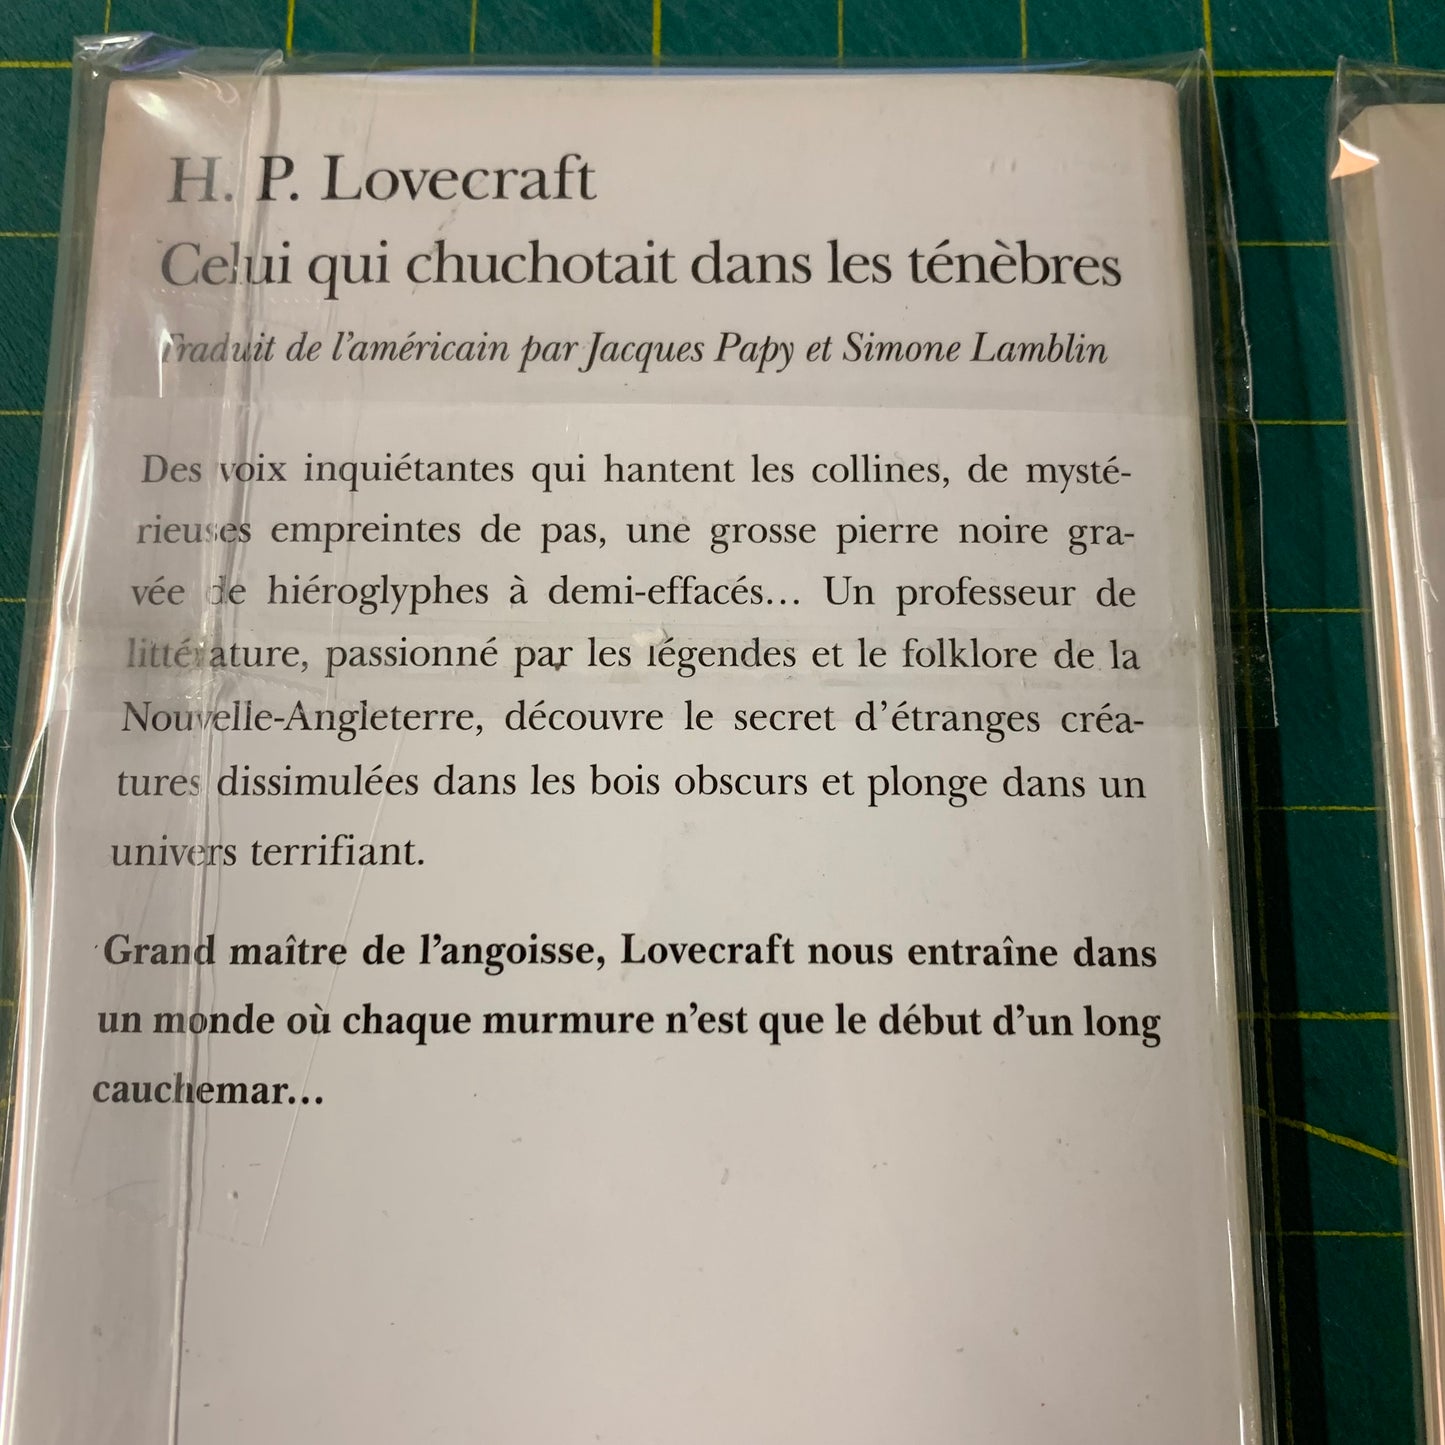 H. P. Lovecraft
Celui qui chuchotait dans les ténèbres
Traduit de l'américain par Jacques Papy et Simone Lamblin
Des voix inquiétantes qui hantent les collines, de mysté-
rieuses empreintes de pas, une grosse pierre noire gra-
vée de hiéroglyphes à demi-effacés... Un professeur de
littérature, passionné par les légendes et le folklore de la
Nouvelle-Angleterre, découvre le secret d'étranges créa-
tures dissimulées dans les bois obscurs et plonge dans un
univers terrifiant.
Grand maître de l'angoisse, Lovecraft nous entraîne dans
un monde où chaque murmure n'est que le début d'un long
cauchemar...